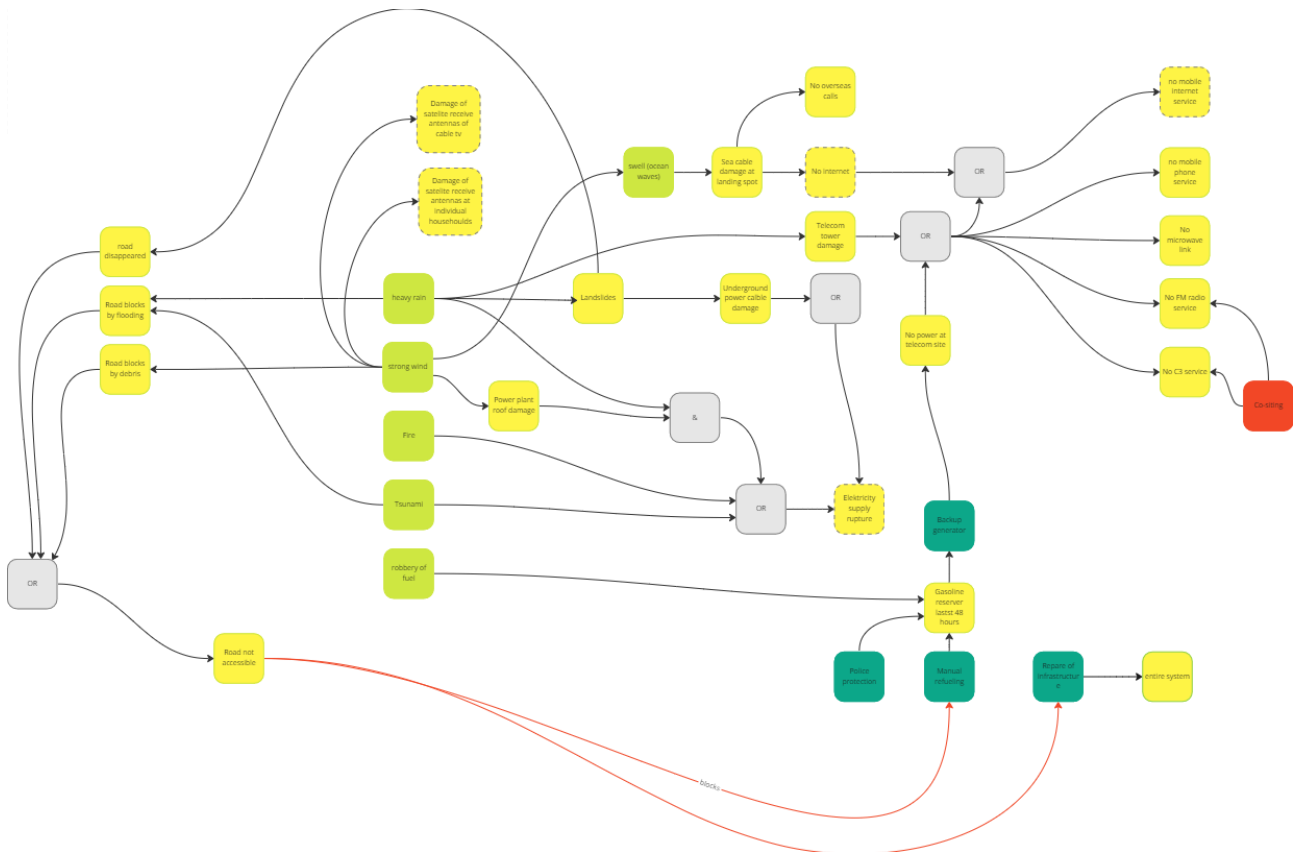 No overseas
calls
no mobile
internet
service
Damage of
satelite receive
antennas of
cable tv
swell (ocean
waves)
Sea cable
damage at
landing spot
No internet
OR
no mobile
phone
service
Damage of
satelite receive
antennas at
individual
househoulds
road
disappeared
Telecom
tower
damage
OR
No
microwave
link
heavy rain
Landslides
Underground
power calble
damage
OR
Road blocks
by flooding
No FM radio
service
No power at
telecom site
Road blocks
by debris
strong wind
No C3 service
Power plant
roof damage
&
Co-siting
Fire
Tsunami
OR
Elektricity
supply
rupture
Backup
generator
OR
robbery of
fuel
Gasoline
reserver
lastst 48
hours
Road not
accessible
Police
protection
Manual
refueling
Repare of
infrastructur
e
entire system
blocks